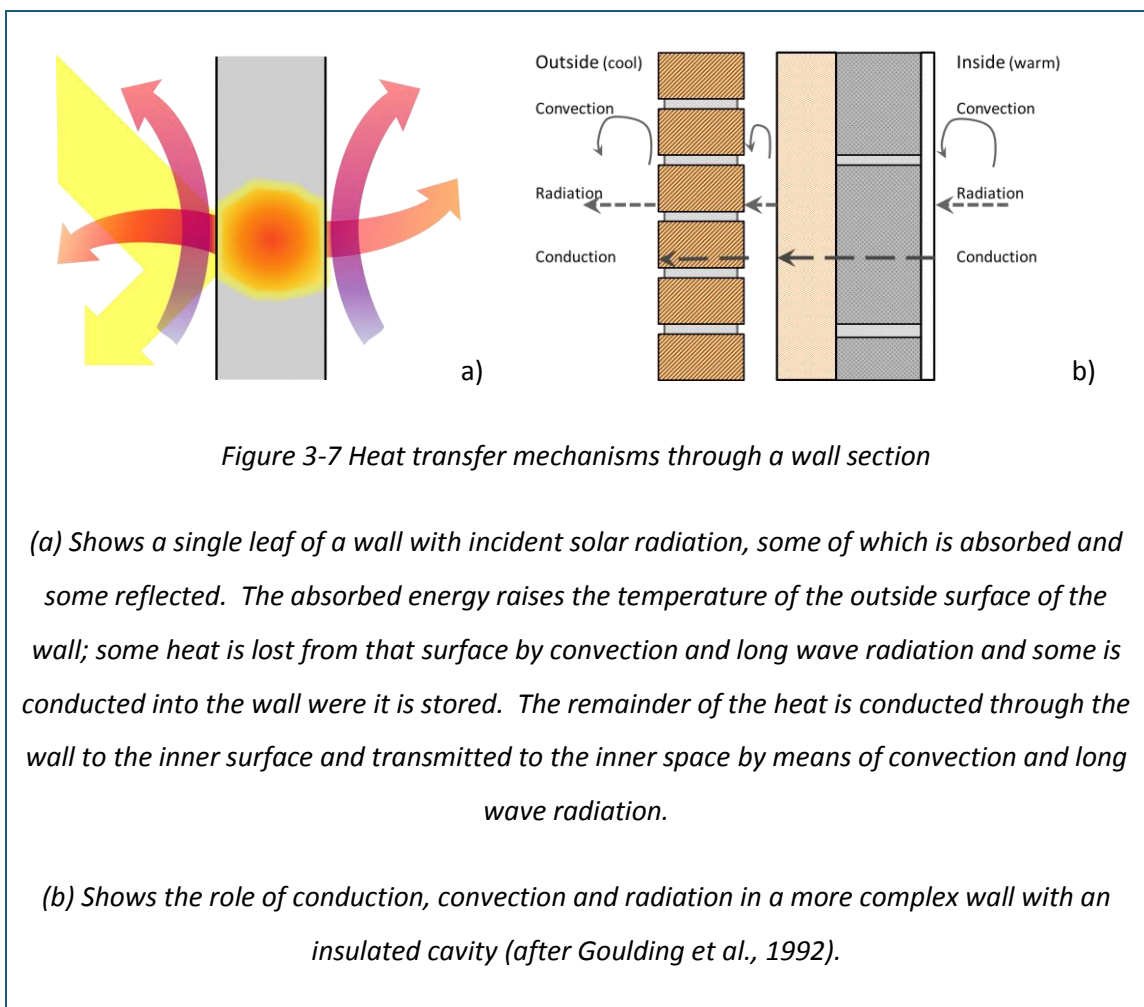 Outside (cool)
Inside (warm)
Convection
Convection
Radiation
Radiation
Conduction
Conduction
a)
b)
Figure 3-7 Heat transfer mechanisms through a wall section
(a) Shows a single leaf of a wall with incident solar radiation, some of which is absorbed and
some reflected.  The absorbed energy raises the temperature of the outside surface of the
wall; some heat is lost from that surface by convection and long wave radiation and some is
conducted into the wall were it is stored.  The remainder of the heat is conducted through the
wall to the inner surface and transmitted to the inner space by means of convection and long
wave radiation.
(b) Shows the role of conduction, convection and radiation in a more complex wall with an
insulated cavity (after Goulding et al., 1992).